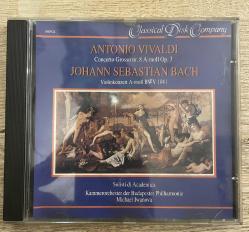 Classical Disk Company
ANTONIO VIVALDI
Concerto Grosso nr. 8 A-moll Op. 3
JOHANN SEBASTIAN BACH
Violinkonzert A-moll BWV 1041
Solisti di Academica
Kammerorchester der Budapester Philharmonie
Michael Iwanowa